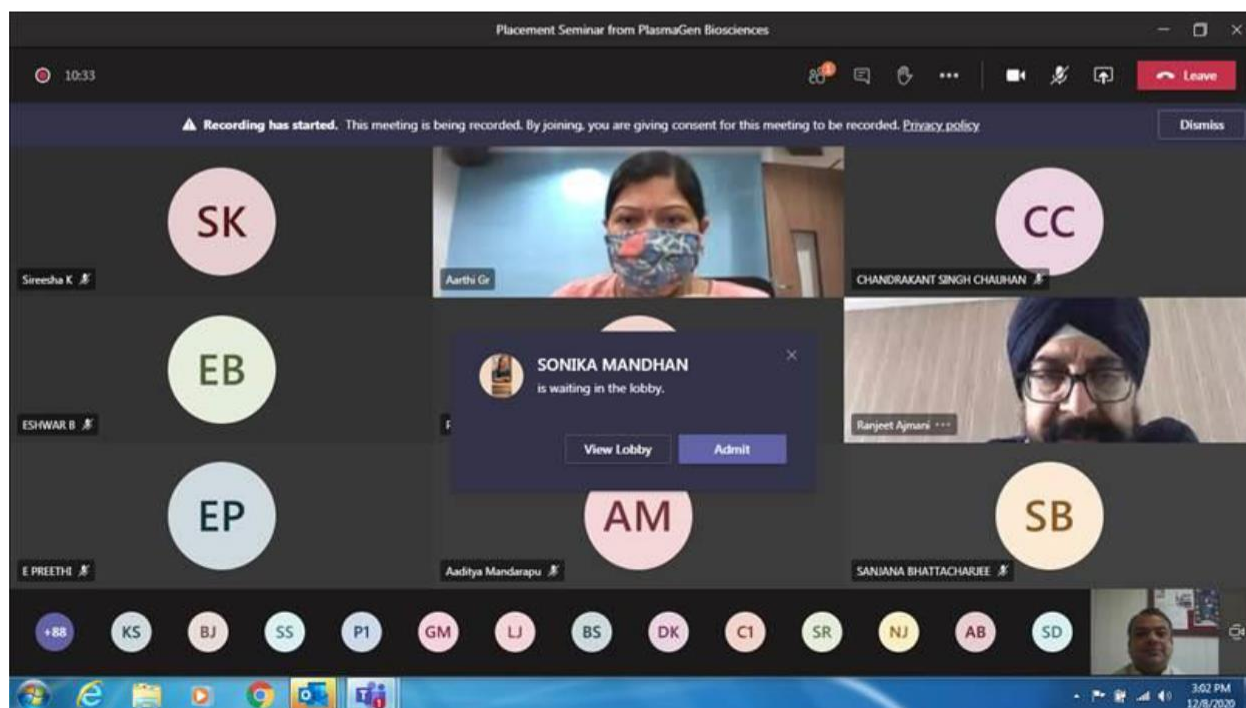 Placement Seminar from PlasmaGen Biosciences
10:33
1
Leave
Recording has started. This meeting is being recorded. By joining, you are giving consent for this meeting to be recorded. Privacy policy
Dismiss
SK
CC
Sireesha K
Aarthi Gr
CHANDRAKANT SINGH CHAUHAN
EB
SONIKA MANDHAN
is waiting in the lobby.
View Lobby
Admit
ESHWAR B
Ranjeet Ajmani
EP
AM
SB
E PREETHI
Aaditya Mandarapu
SANJANA BHATTACHARJEE
+88
KS
BJ
SS
P1
GM
LJ
BS
DK
C1
SR
NJ
AB
SD
3:02 PM
12/8/2020